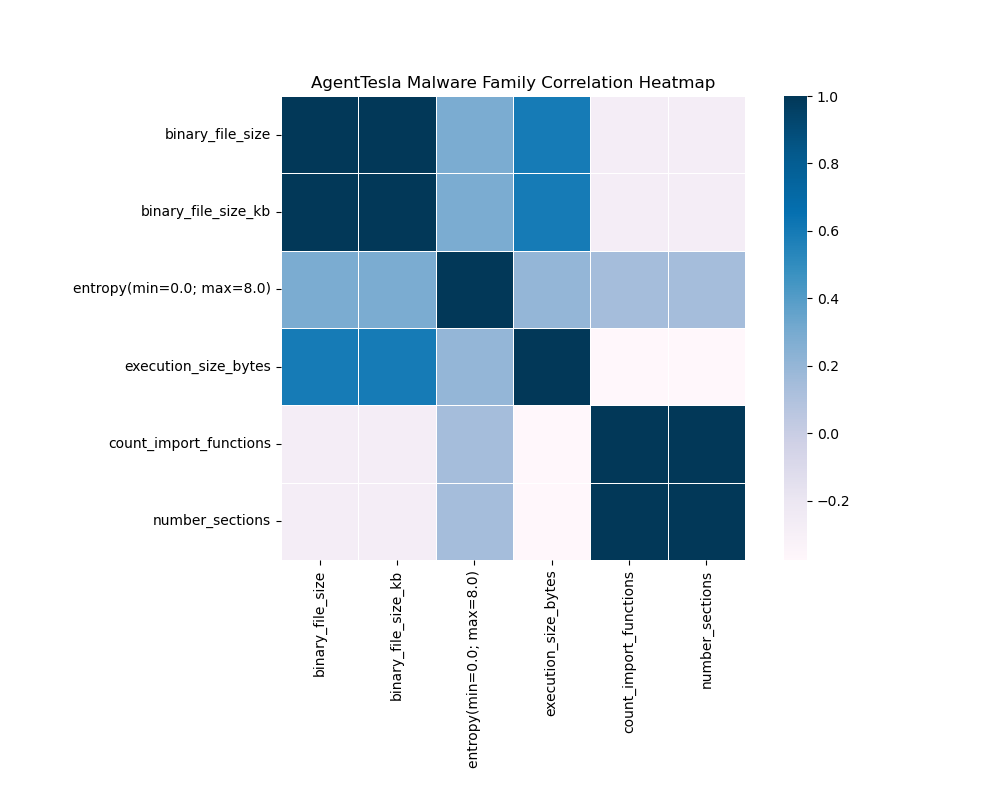 AgentTesla Malware Family Correlation Heatmap
binary_file_size
binary_file_size_kb
entropy(min=0.0; max=8.0)
execution_size_bytes
count_import_functions
number_sections
binary_file_size
binary_file_size_kb
entropy(min=0.0; max=8.0)
execution_size_bytes
count_import_functions
number_sections
1.0
0.8
0.6
0.4
0.2
0.0
−0.2